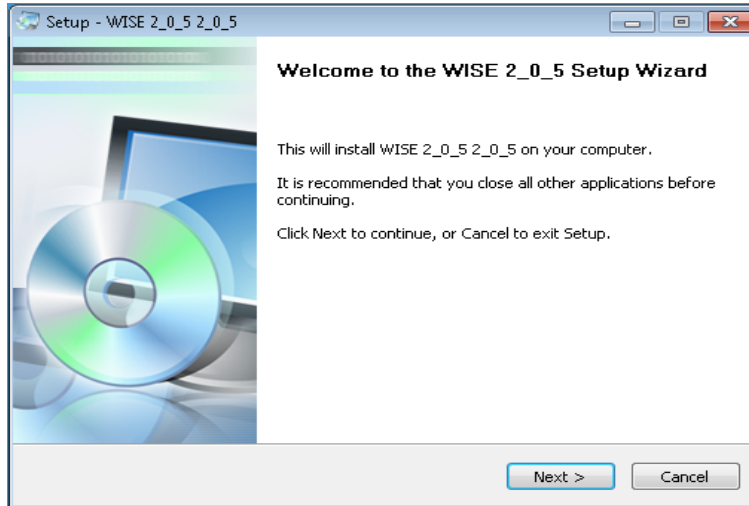 Setup - WISE 2_0_5 2_0_5
Welcome to the WISE 2_0_5 Setup Wizard
This will install WISE 2_0_5 2_0_5 on your computer.
It is recommended that you close all other applications before
continuing.
Click Next to continue, or Cancel to exit Setup.
Next >
Cancel